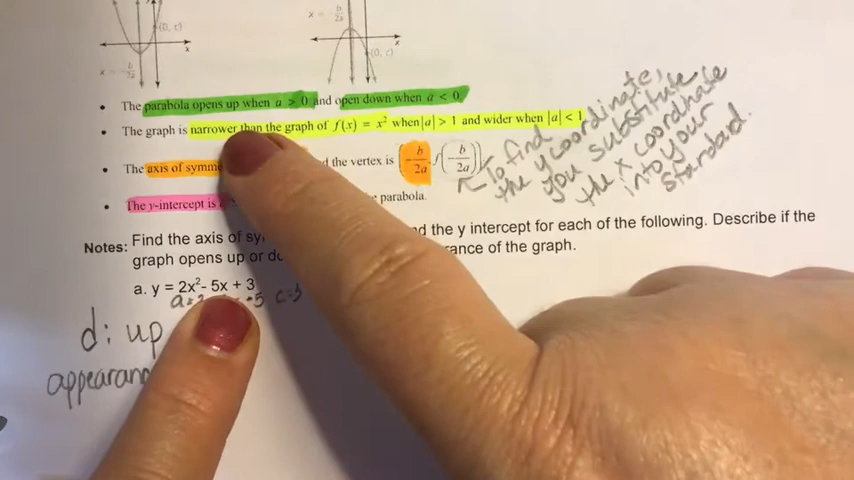 x = -b/2a
(0, c)
x
(0, c)
x
x = -b/2a
• The parabola opens up when a > 0 and open down when a < 0.
• The graph is narrower than the graph of f(x) = x² when |a| > 1 and wider when |a| < 1.
• The axis of symme d the vertex is (-b/2a, f(-b/2a)).
• The y-intercept is parabola.
To find
the y coordinate,
you substitute
the x coordinate
into your
standard.
Notes: Find the axis of sy nd the y intercept for each of the following. Describe if the
graph opens up or do rance of the graph.
a. y = 2x² - 5x + 3
a=2 -5 c=3
d: up
appearan